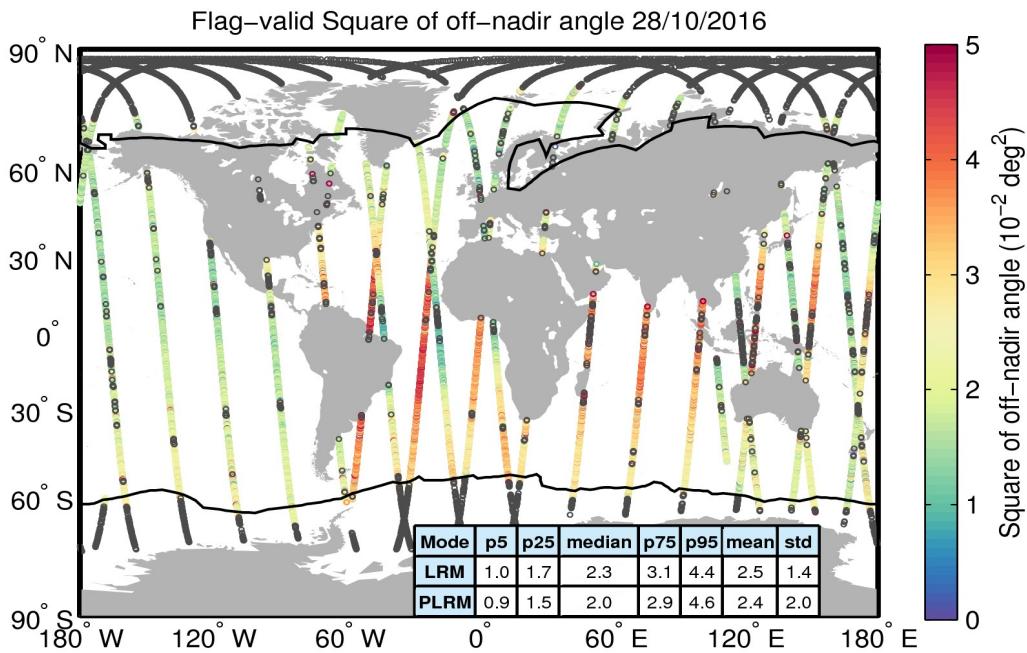 Flag−valid Square of off−nadir angle 28/10/2016
90° N
60° N
30° N
0°
30° S
60° S
90° S
180° W
120° W
60° W
0°
60° E
120° E
180° E
Mode p5 p25 median p75 p95 mean std
LRM 1.0 1.7 2.3 3.1 4.4 2.5 1.4
PLRM 0.9 1.5 2.0 2.9 4.6 2.4 2.0
5
4
3
2
1
0
Square of off−nadir angle (10⁻² deg²)